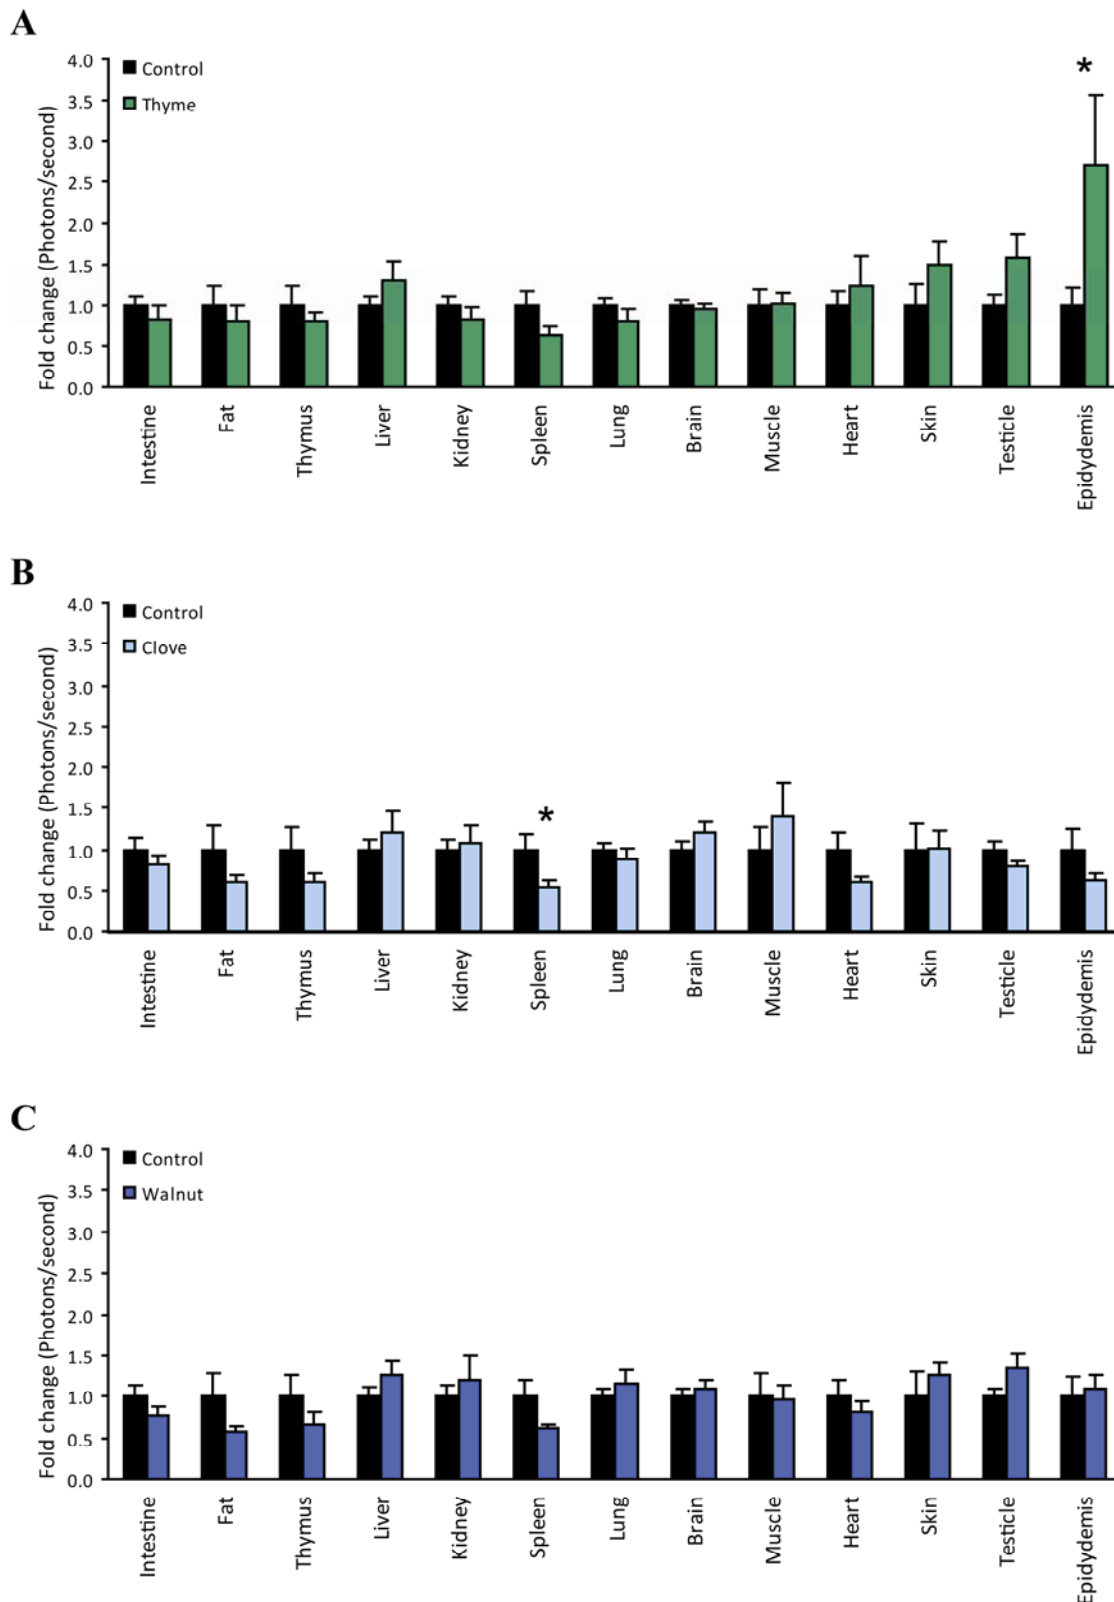 A
Fold change (Photons/second)
4.0
3.5
3.0
2.5
2.0
1.5
1.0
0.5
0.0
Control
Thyme
*
Intestine
Fat
Thymus
Liver
Kidney
Spleen
Lung
Brain
Muscle
Heart
Skin
Testicle
Epidydemis
B
Fold change (Photons/second)
4.0
3.5
3.0
2.5
2.0
1.5
1.0
0.5
0.0
Control
Clove
*
Intestine
Fat
Thymus
Liver
Kidney
Spleen
Lung
Brain
Muscle
Heart
Skin
Testicle
Epidydemis
C
Fold change (Photons/second)
4.0
3.5
3.0
2.5
2.0
1.5
1.0
0.5
0.0
Control
Walnut
Intestine
Fat
Thymus
Liver
Kidney
Spleen
Lung
Brain
Muscle
Heart
Skin
Testicle
Epidydemis